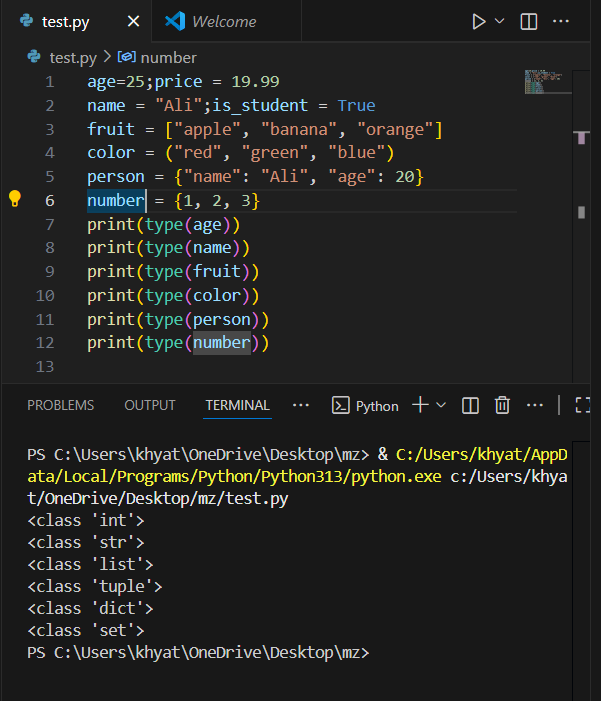 test.py
Welcome
test.py > number
1 age=25;price = 19.99
2 name = "Ali";is_student = True
3 fruit = ["apple", "banana", "orange"]
4 color = ("red", "green", "blue")
5 person = {"name": "Ali", "age": 20}
6 number = {1, 2, 3}
7 print(type(age))
8 print(type(name))
9 print(type(fruit))
10 print(type(color))
11 print(type(person))
12 print(type(number))
13
PROBLEMS OUTPUT TERMINAL ... Python
PS C:\Users\khyat\OneDrive\Desktop\mz> & C:/Users/khyat/AppD
ata/Local/Programs/Python/Python313/python.exe c:/Users/khya
t/OneDrive/Desktop/mz/test.py
<class 'int'>
<class 'str'>
<class 'list'>
<class 'tuple'>
<class 'dict'>
<class 'set'>
PS C:\Users\khyat\OneDrive\Desktop\mz>